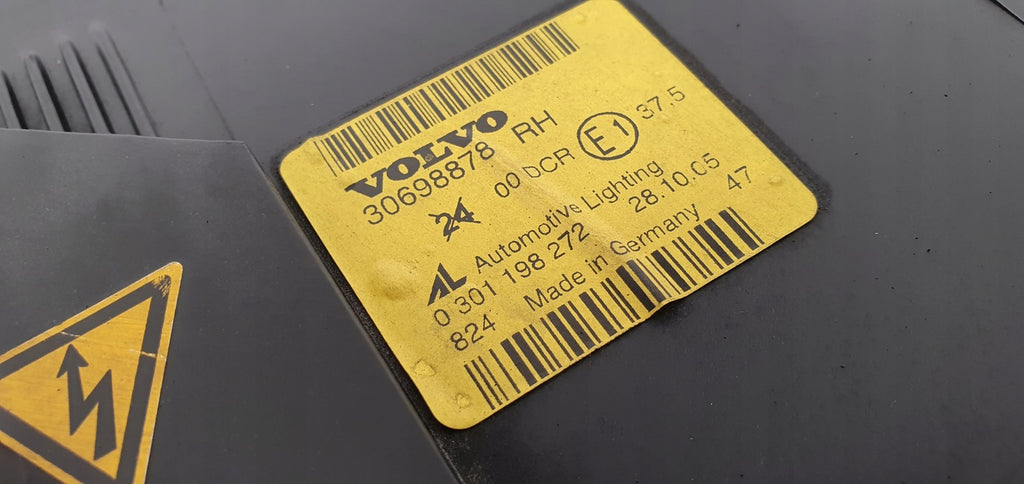 VOLVO
30698878 RH
24 00 DCR E1 37,5
AL Automotive Lighting
0 301 198 272 28.10.05
824 Made in Germany 47